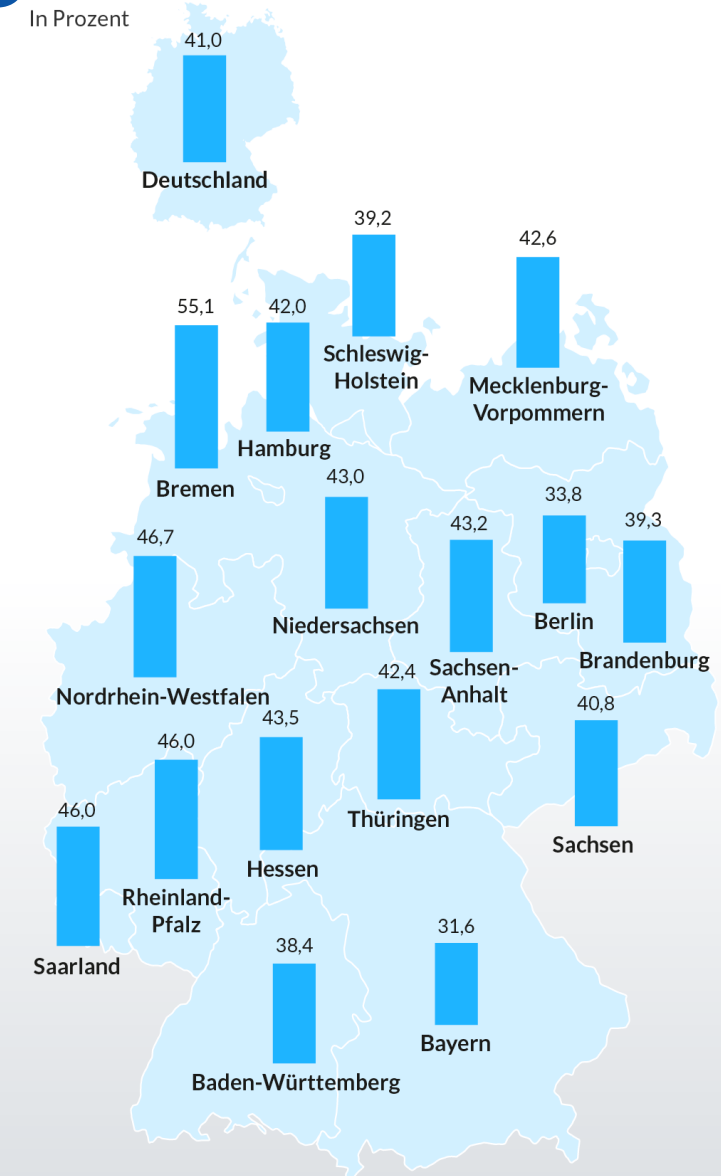 In Prozent
41,0
Deutschland
39,2
Schleswig-
Holstein
42,6
Mecklenburg-
Vorpommern
55,1
Bremen
42,0
Hamburg
43,0
Niedersachsen
43,2
Sachsen-
Anhalt
33,8
Berlin
39,3
Brandenburg
46,7
Nordrhein-Westfalen
42,4
Thüringen
40,8
Sachsen
43,5
Hessen
46,0
Rheinland-
Pfalz
46,0
Saarland
38,4
Baden-Württemberg
31,6
Bayern